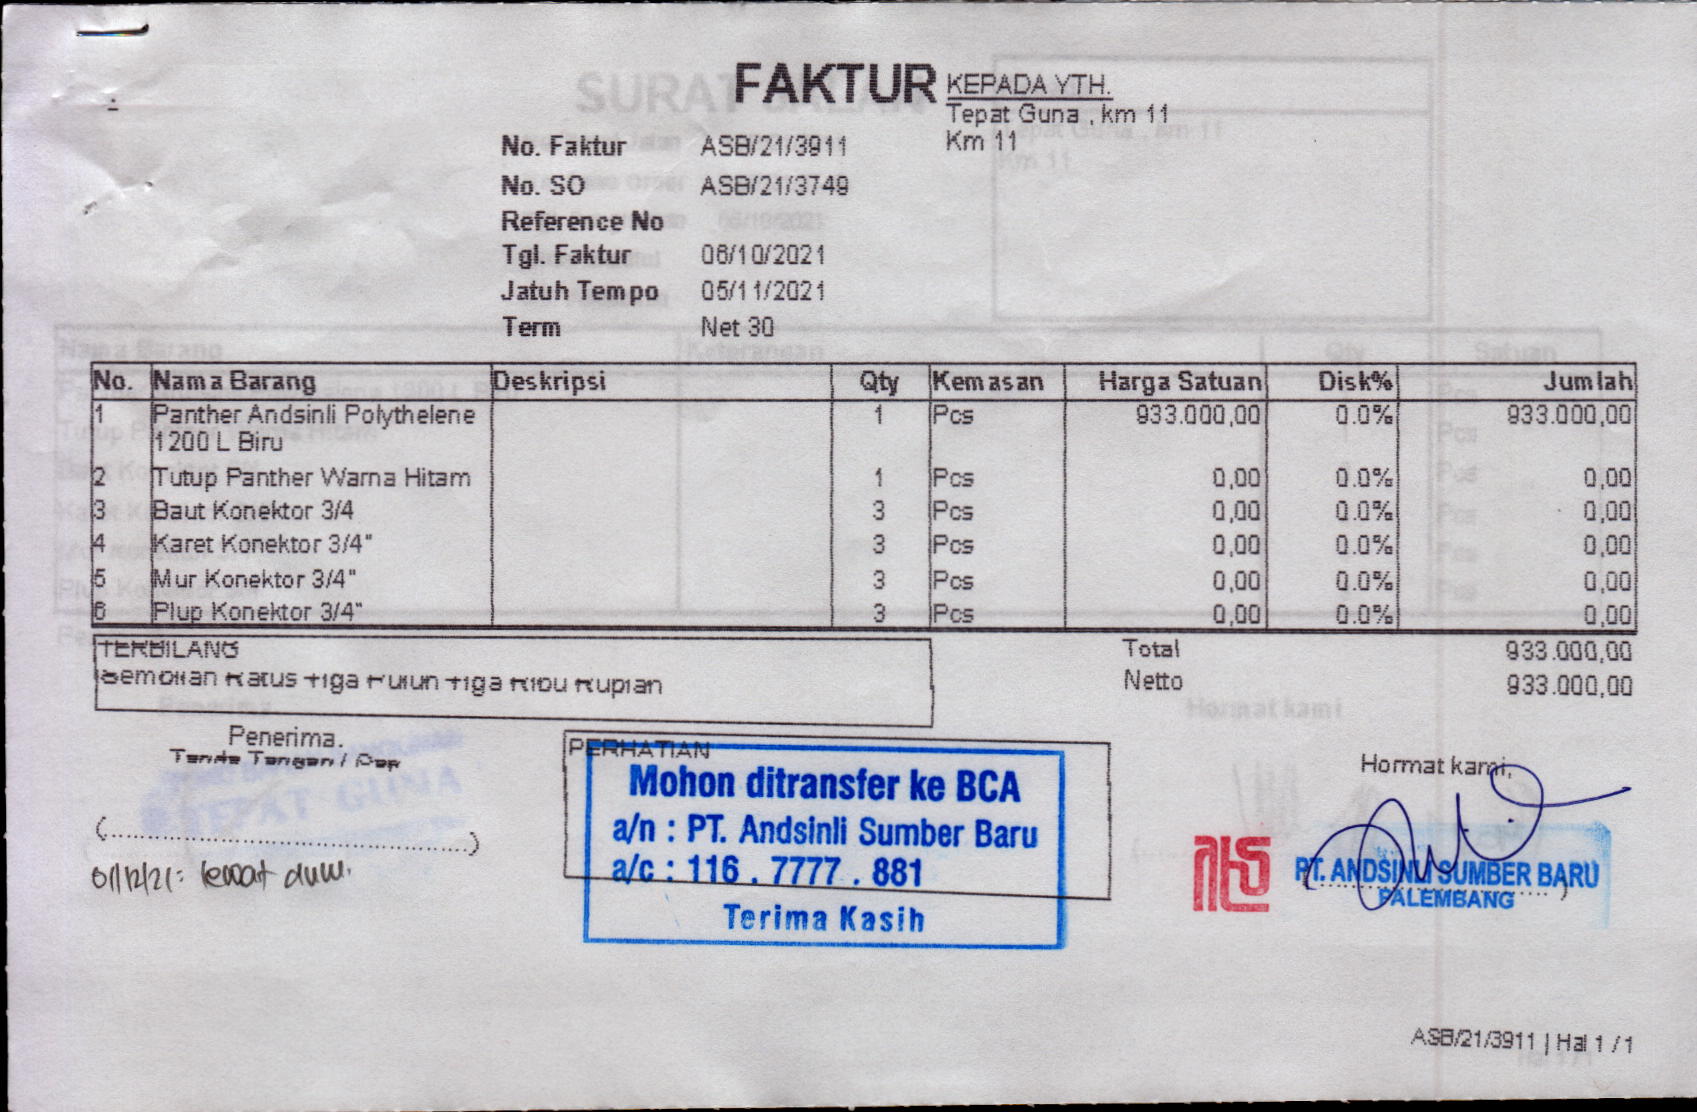 FAKTUR
KEPADA YTH.
Tepat Guna , km 11
Km 11
No. Faktur ASB/21/3911
No. SO ASB/21/3749
Reference No
Tgl. Faktur 06/10/2021
Jatuh Tempo 05/11/2021
Term Net 30
No. Nama Barang Deskripsi Qty Kemasan Harga Satuan Disk% Jumlah
1 Panther Andsinli Polythelene 1 Pcs 933.000,00 0.0% 933.000,00
1200 L Biru
2 Tutup Panther Warna Hitam 1 Pcs 0,00 0.0% 0,00
3 Baut Konektor 3/4 3 Pcs 0,00 0.0% 0,00
4 Karet Konektor 3/4" 3 Pcs 0,00 0.0% 0,00
5 Mur Konektor 3/4" 3 Pcs 0,00 0.0% 0,00
6 Plup Konektor 3/4" 3 Pcs 0,00 0.0% 0,00
TERBILANG
Sembilan Ratus Tiga Puluh Tiga Ribu Rupiah
Total 933.000,00
Netto 933.000,00
Penerima.
Tanda Tangan / Cap
TEPAT GUNA
(....................)
01/12/21: lewat
PERHATIAN
Mohon ditransfer ke BCA
a/n : PT. Andsinli Sumber Baru
a/c : 116 . 7777 . 881
Terima Kasih
Hormat kami,
PT. ANDSINLI SUMBER BARU
PALEMBANG
ASB/21/3911 | Hal 1 / 1